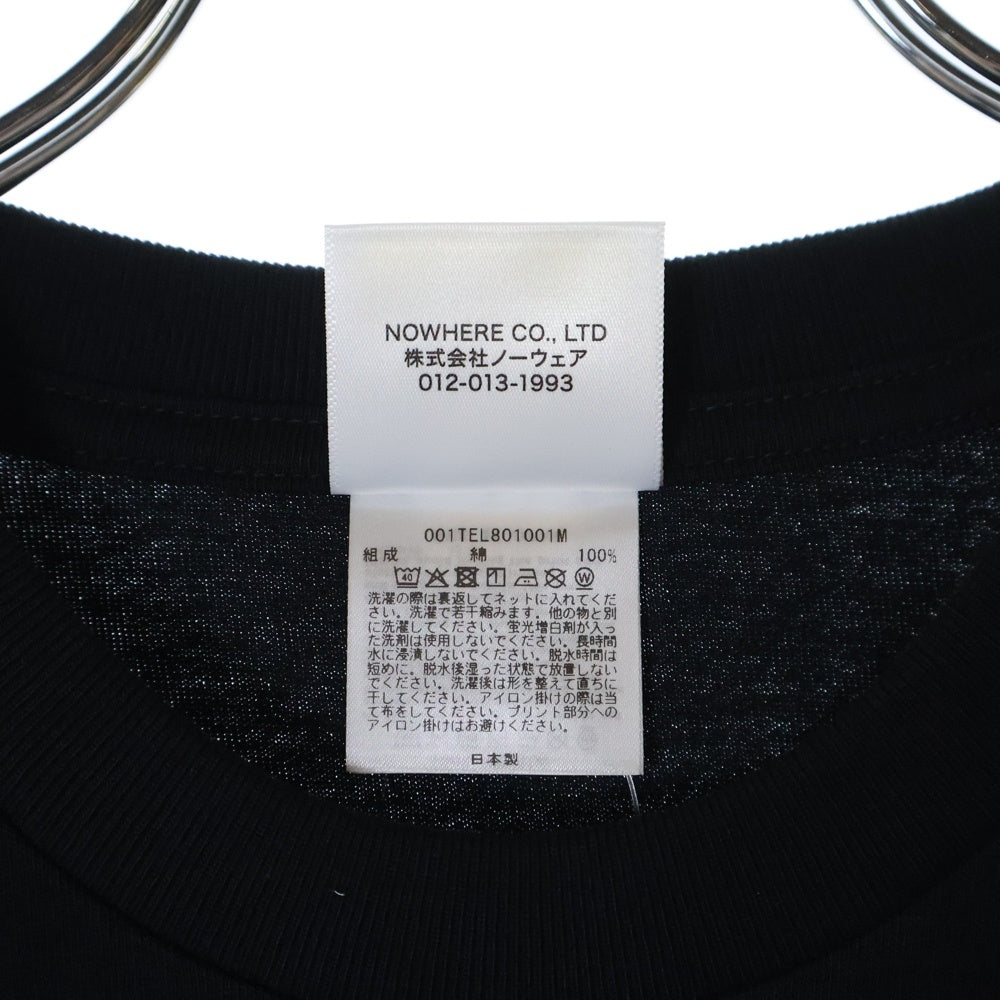 NOWHERE CO., LTD
株式会社ノーウェア
012-013-1993
001TEL801001M
組成 綿 100%
40 W
洗濯の際は裏返してネットに入れてくだ
さい。洗濯で若干縮みます。他の物と別
に洗濯してください。蛍光増白剤が入っ
た洗剤は使用しないでください。長時間
水に浸漬しないでください。脱水時間は
短めに。脱水後湿った状態で放置しない
でください。洗濯後は形を整えて直ちに
干してください。アイロン掛けの際は当
て布をしてください。プリント部分への
アイロン掛けはお避けください。
日本製